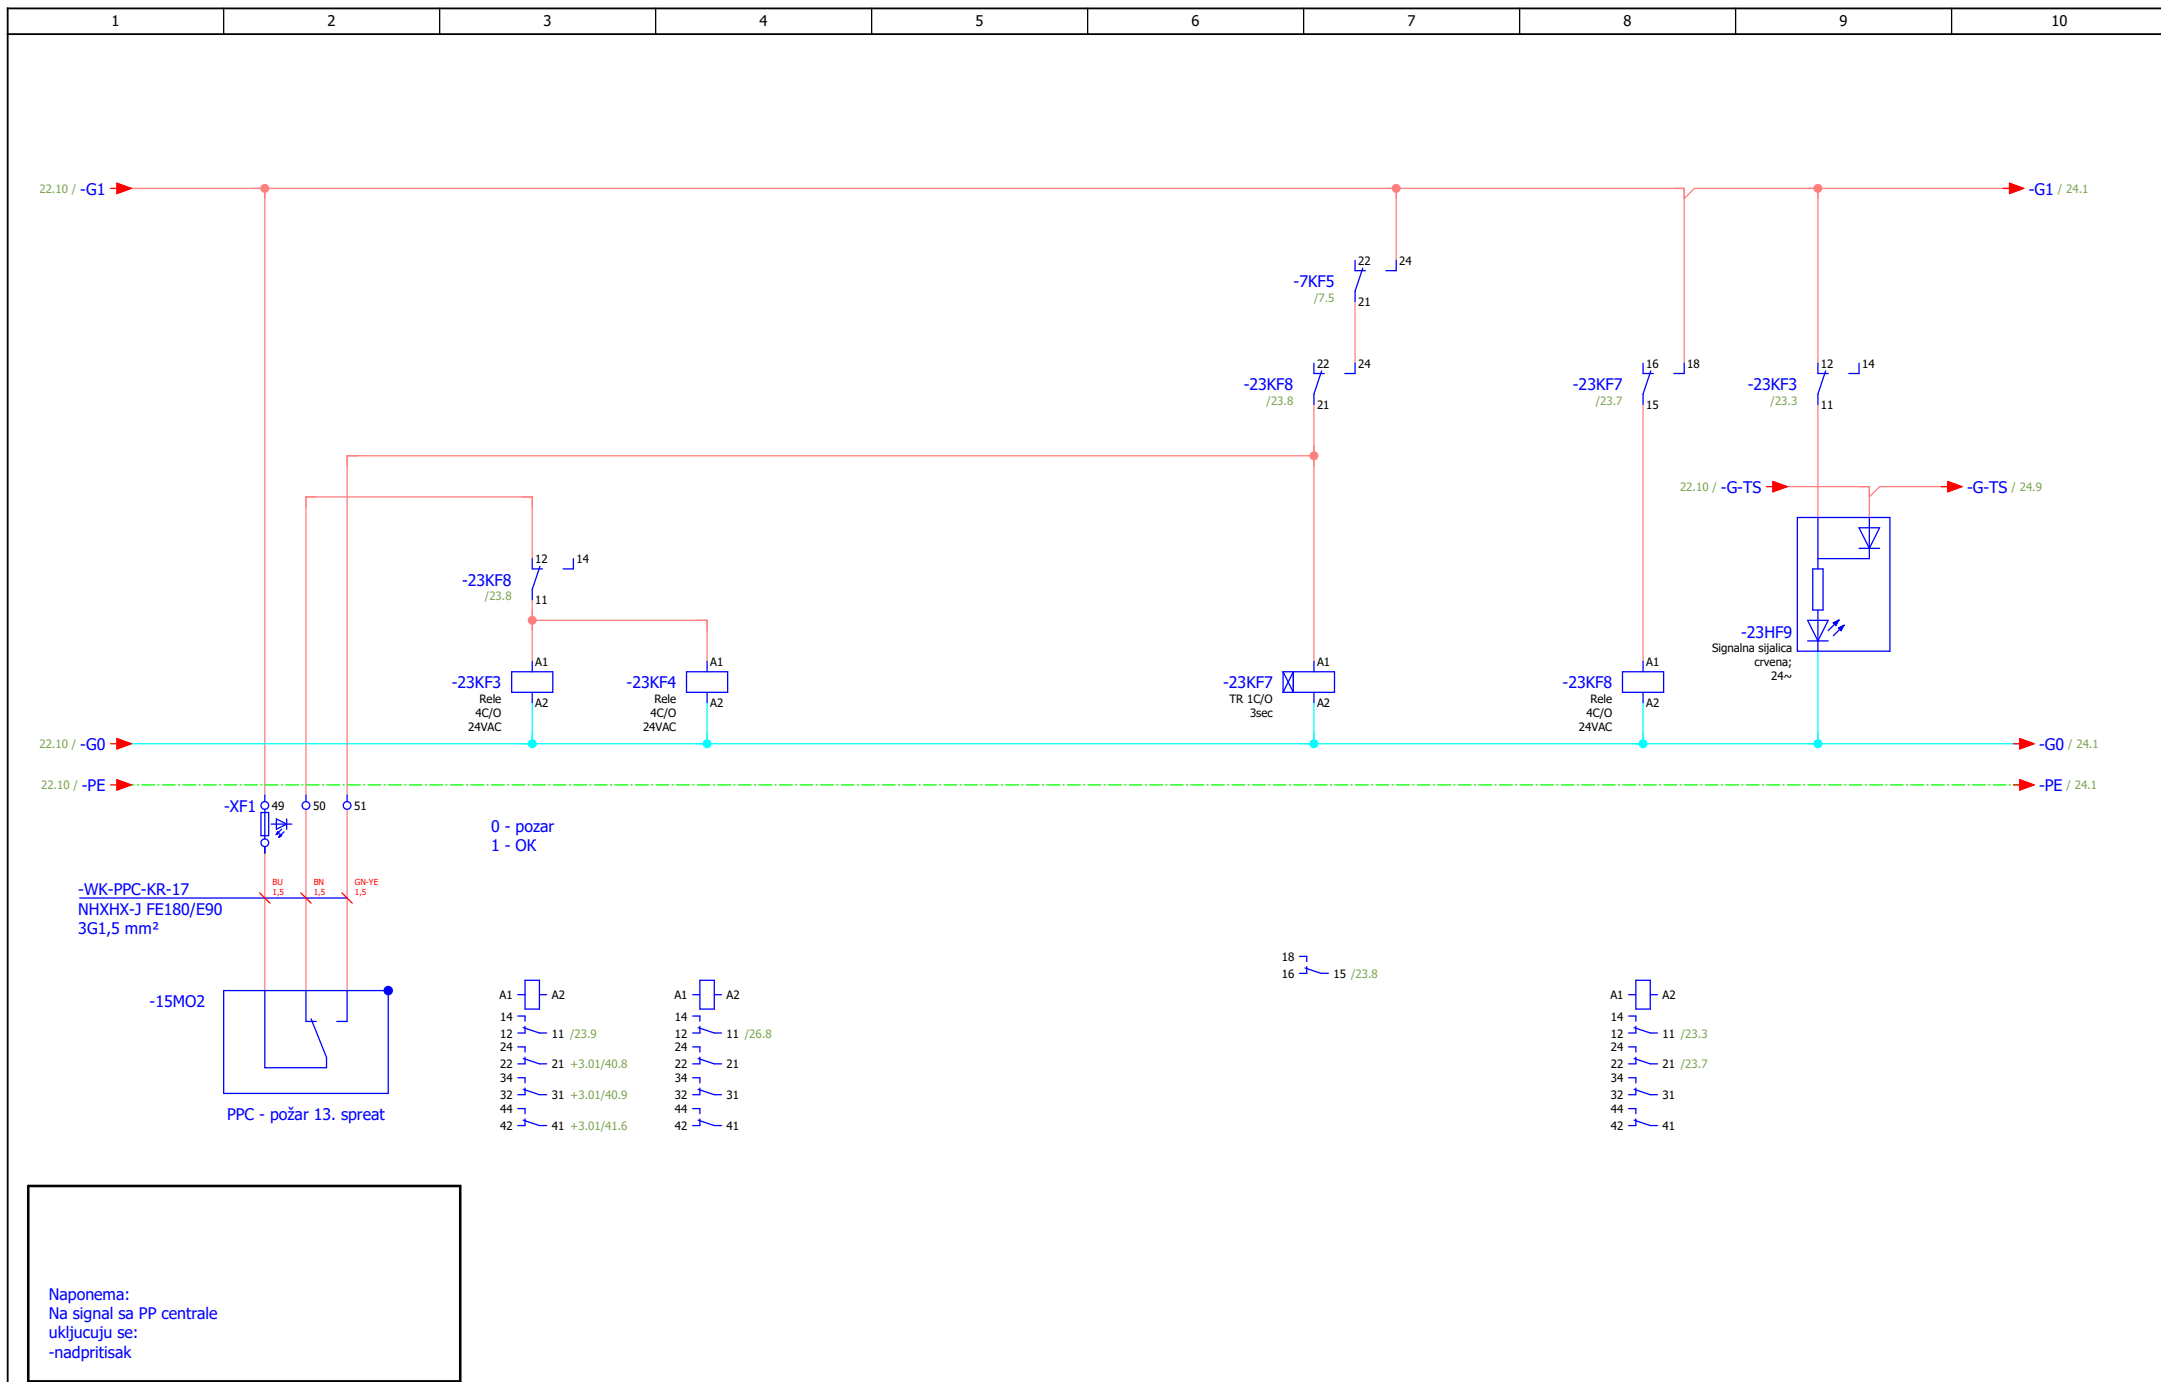 1 2 3 4 5 6 7 8 9 10
22.10 / -G1
-G1 / 24.1
22 24
-7KF5
/7.5
21
22 24
-23KF8
/23.8
21
16 18
-23KF7
/23.7
15
12 14
-23KF3
/23.3
11
22.10 / -G-TS
-G-TS / 24.9
12 14
-23KF8
/23.8
11
A1
-23KF3
Rele
4C/O
24VAC
A2
A1
-23KF4
Rele
4C/O
24VAC
A2
A1
-23KF7
TR 1C/O
3sec
A2
A1
-23KF8
Rele
4C/O
24VAC
A2
-23HF9
Signalna sijalica
crvena;
24~
22.10 / -G0
-G0 / 24.1
22.10 / -PE
-PE / 24.1
-XF1 49 50 51
0 - pozar
1 - OK
BU
1,5
BN
1,5
GN-YE
1,5
-WK-PPC-KR-17
NHXHX-J FE180/E90
3G1,5 mm²
-15MO2
PPC - požar 13. spreat
A1 A2
14
12 11 /23.9
24
22 21 +3.01/40.8
34
32 31 +3.01/40.9
44
42 41 +3.01/41.6
A1 A2
14
12 11 /26.8
24
22 21
34
32 31
44
42 41
18
16 15 /23.8
A1 A2
14
12 11 /23.3
24
22 21 /23.7
34
32 31
44
42 41
Naponema:
Na signal sa PP centrale
ukljucuju se:
-nadpritisak